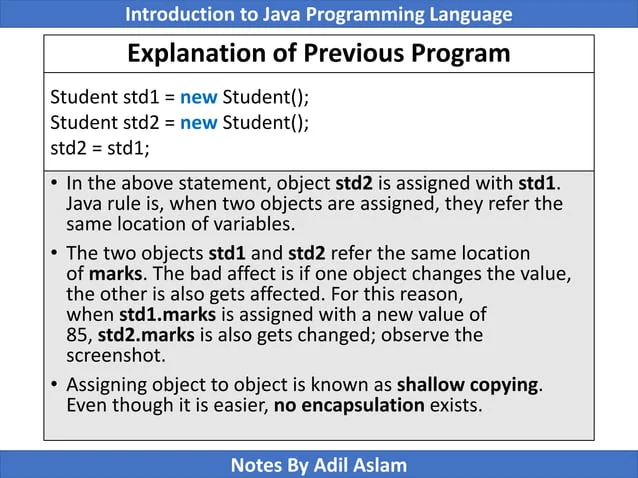 Introduction to Java Programming Language
Explanation of Previous Program
Student std1 = new Student();
Student std2 = new Student();
std2 = std1;
• In the above statement, object std2 is assigned with std1.
Java rule is, when two objects are assigned, they refer the
same location of variables.
• The two objects std1 and std2 refer the same location
of marks. The bad affect is if one object changes the value,
the other is also gets affected. For this reason,
when std1.marks is assigned with a new value of
85, std2.marks is also gets changed; observe the
screenshot.
• Assigning object to object is known as shallow copying.
Even though it is easier, no encapsulation exists.
Notes By Adil Aslam